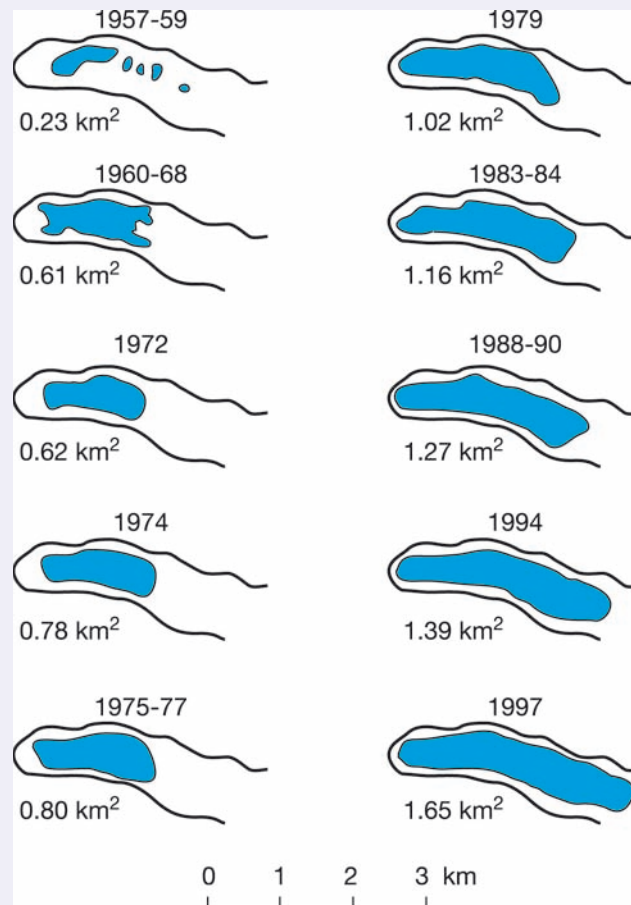 1957-59
0.23 km²
1960-68
0.61 km²
1972
0.62 km²
1974
0.78 km²
1975-77
0.80 km²
1979
1.02 km²
1983-84
1.16 km²
1988-90
1.27 km²
1994
1.39 km²
1997
1.65 km²
0 1 2 3 km